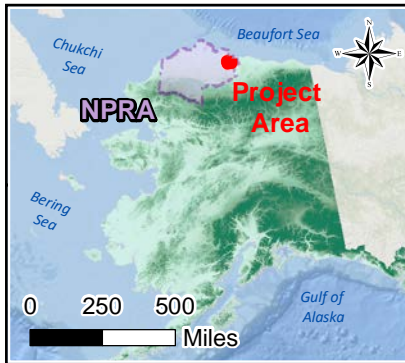 Beaufort Sea
Chukchi
Sea
N
W
E
S
Project
Area
NPRA
Bering
Sea
0 250 500
Miles
Gulf of
Alaska